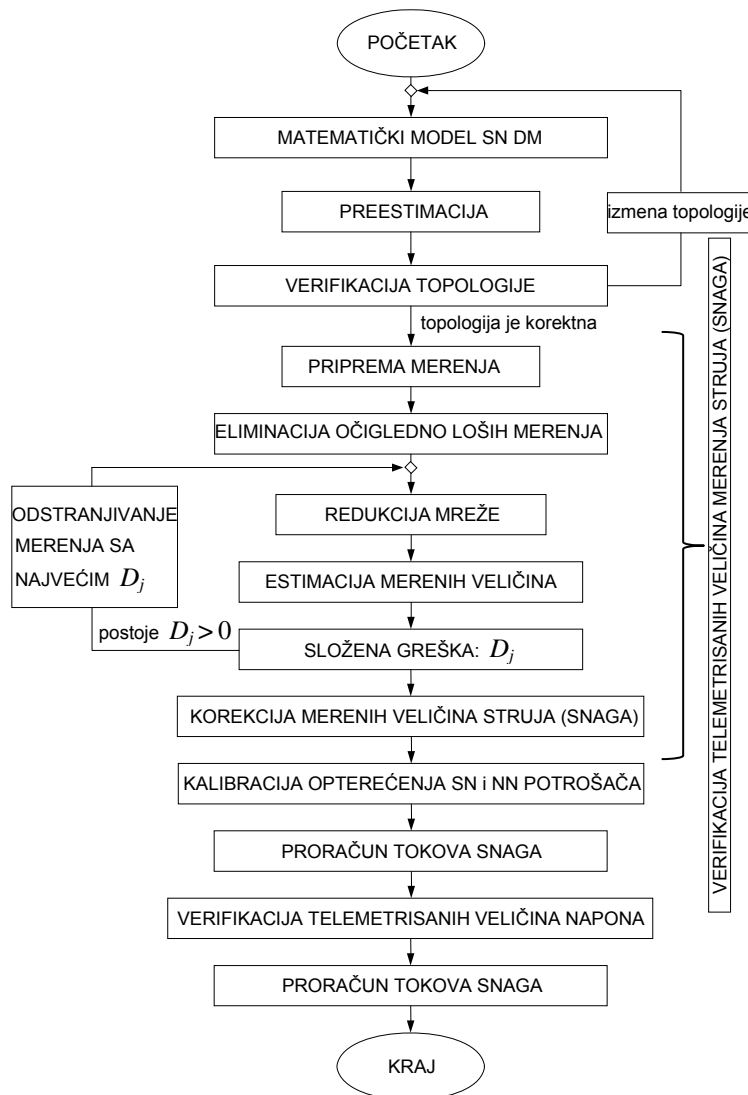 POČETAK
MATEMATIČKI MODEL SN DM
PREESTIMACIJA
izmena topologije
VERIFIKACIJA TOPOLOGIJE
topologija je korektna
PRIPREMA MERENJA
ELIMINACIJA OČIGLEDNO LOŠIH MERENJA
REDUKCIJA MREŽE
ODSTRANJIVANJE
MERENJA SA
NAJVEĆIM D_j
ESTIMACIJA MERENIH VELIČINA
postoje D_j > 0
SLOŽENA GREŠKA: D_j
KOREKCIJA MERENIH VELIČINA STRUJA (SNAGA)
VERIFIKACIJA TELEMETRISANIH VELIČINA MERENJA STRUJA (SNAGA)
KALIBRACIJA OPTEREĆENJA SN i NN POTROŠAČA
PRORAČUN TOKOVA SNAGA
VERIFIKACIJA TELEMETRISANIH VELIČINA NAPONA
PRORAČUN TOKOVA SNAGA
KRAJ